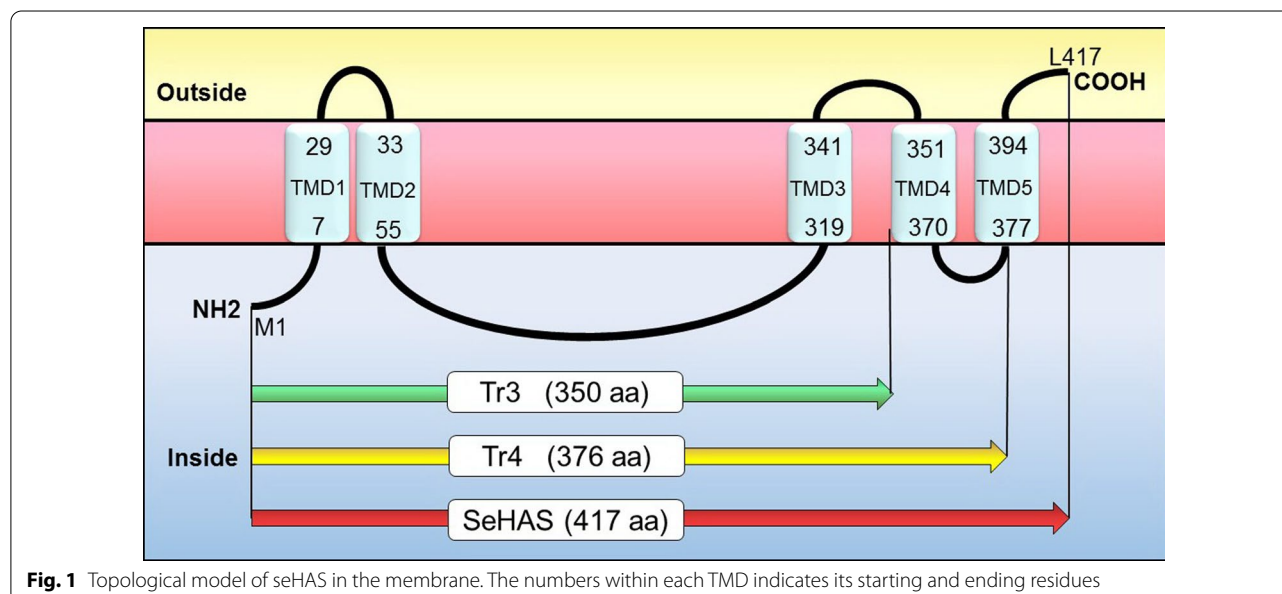 L417
Outside
COOH
29
33
341
351
394
TMD1
TMD2
TMD3
TMD4
TMD5
7
55
319
370
377
NH2
M1
Tr3 (350 aa)
Inside
Tr4 (376 aa)
SeHAS (417 aa)
Fig. 1 Topological model of seHAS in the membrane. The numbers within each TMD indicates its starting and ending residues